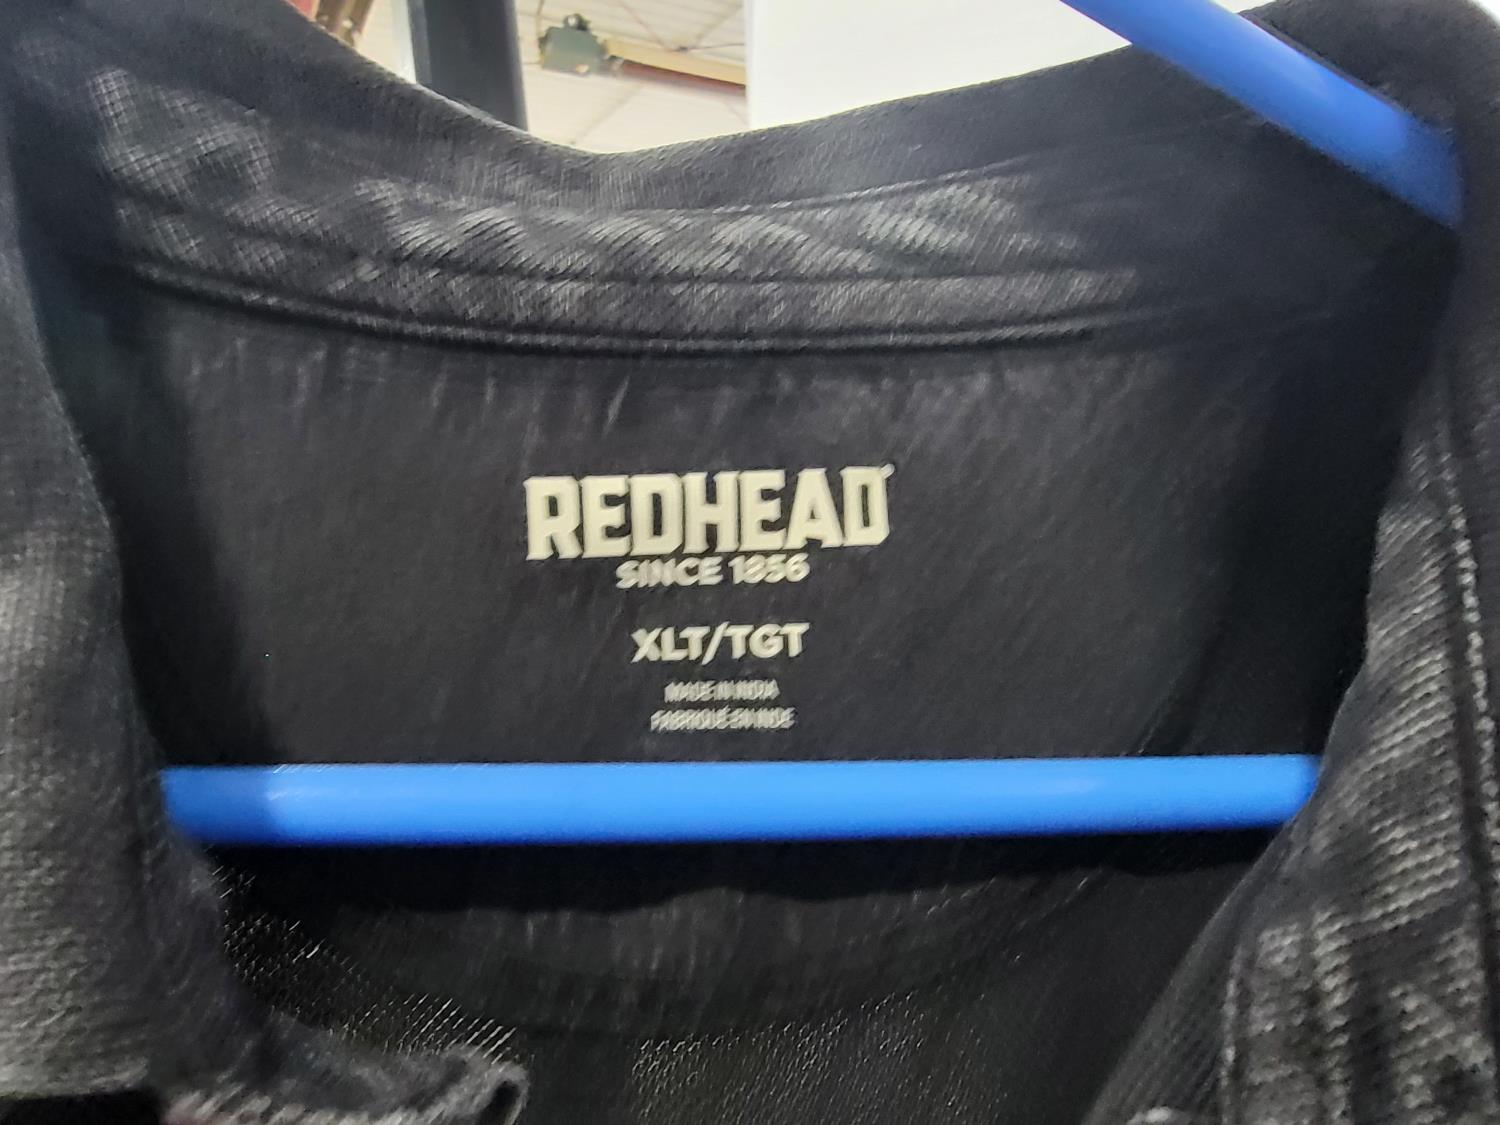 REDHEAD
SINCE 1856
XLT/TGT
MADE IN INDIA
FABRIQUÉ EN INDE